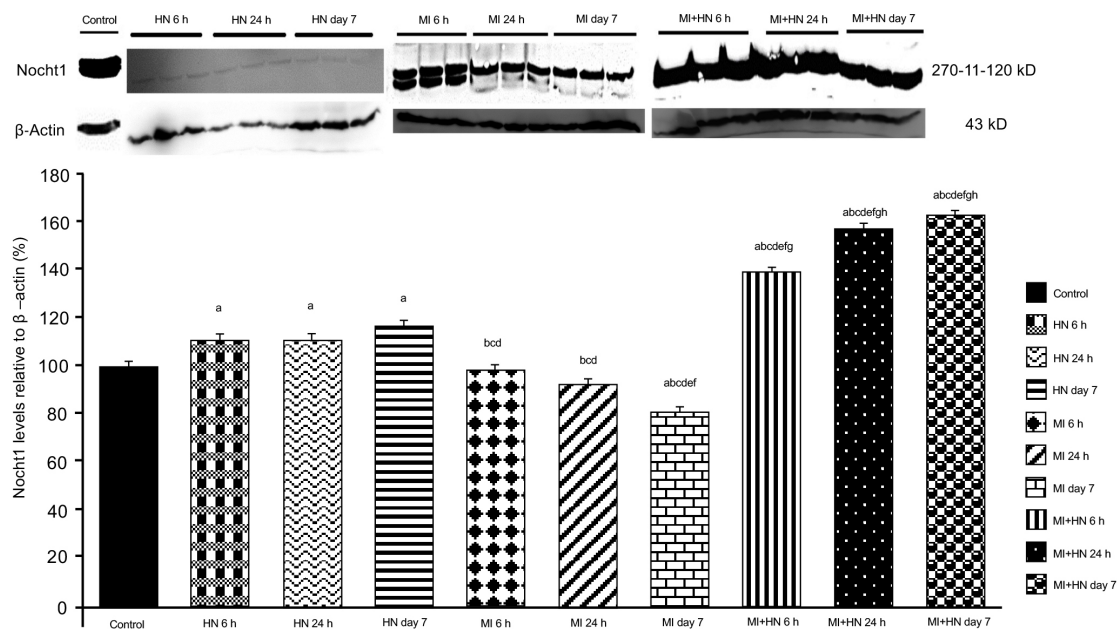 Control HN 6 h HN 24 h HN day 7 MI 6 h MI 24 h MI day 7 MI+HN 6 h MI+HN 24 h MI+HN day 7
Nocht1 270-11-120 kD
β-Actin 43 kD
Nocht1 levels relative to β –actin (%)
180
160
140
120
100
80
60
40
20
0
a
a
a
bcd
bcd
abcdef
abcdefg
abcdefgh
abcdefgh
Control
HN 6 h
HN 24 h
HN day 7
MI 6 h
MI 24 h
MI day 7
MI+HN 6 h
MI+HN 24 h
MI+HN day 7
Control HN 6 h HN 24 h HN day 7 MI 6 h MI 24 h MI day 7 MI+HN 6 h MI+HN 24 h MI+HN day 7